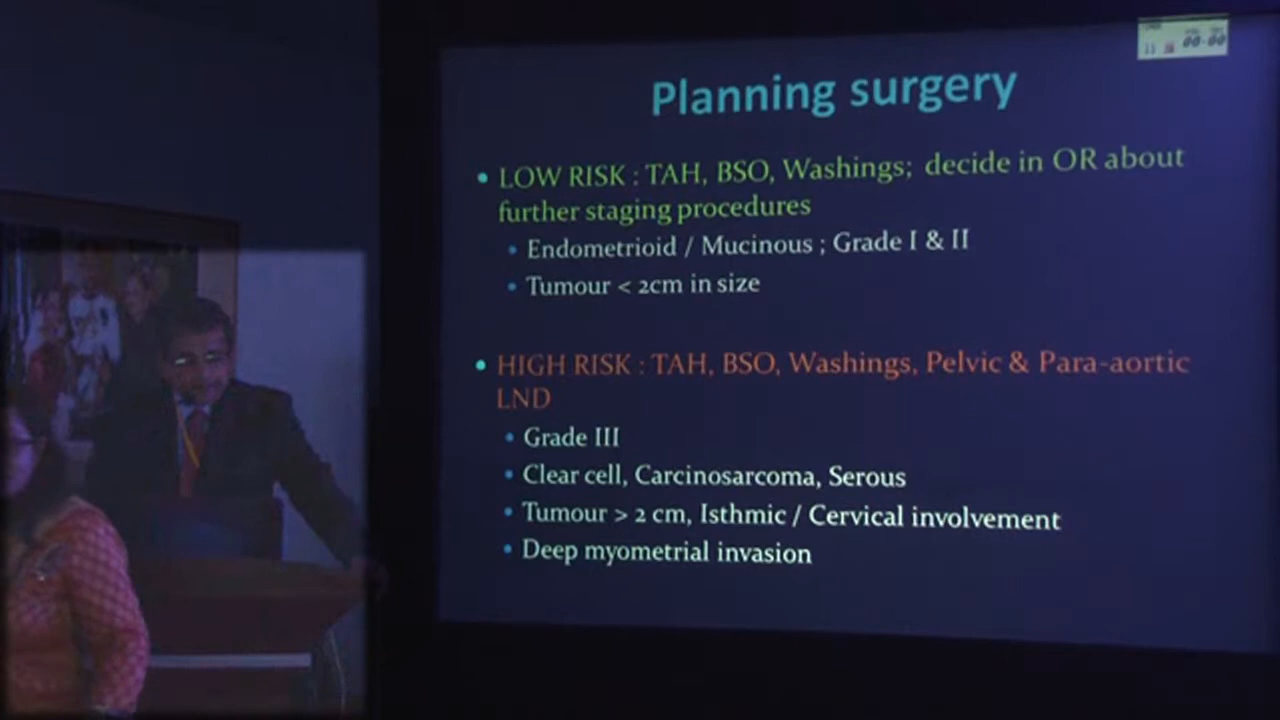 00-00
Planning surgery
• LOW RISK : TAH, BSO, Washings; decide in OR about
further staging procedures
• Endometrioid / Mucinous ; Grade I & II
• Tumour < 2cm in size
• HIGH RISK : TAH, BSO, Washings, Pelvic & Para-aortic
LND
• Grade III
• Clear cell, Carcinosarcoma, Serous
• Tumour > 2 cm, Isthmic / Cervical involvement
• Deep myometrial invasion